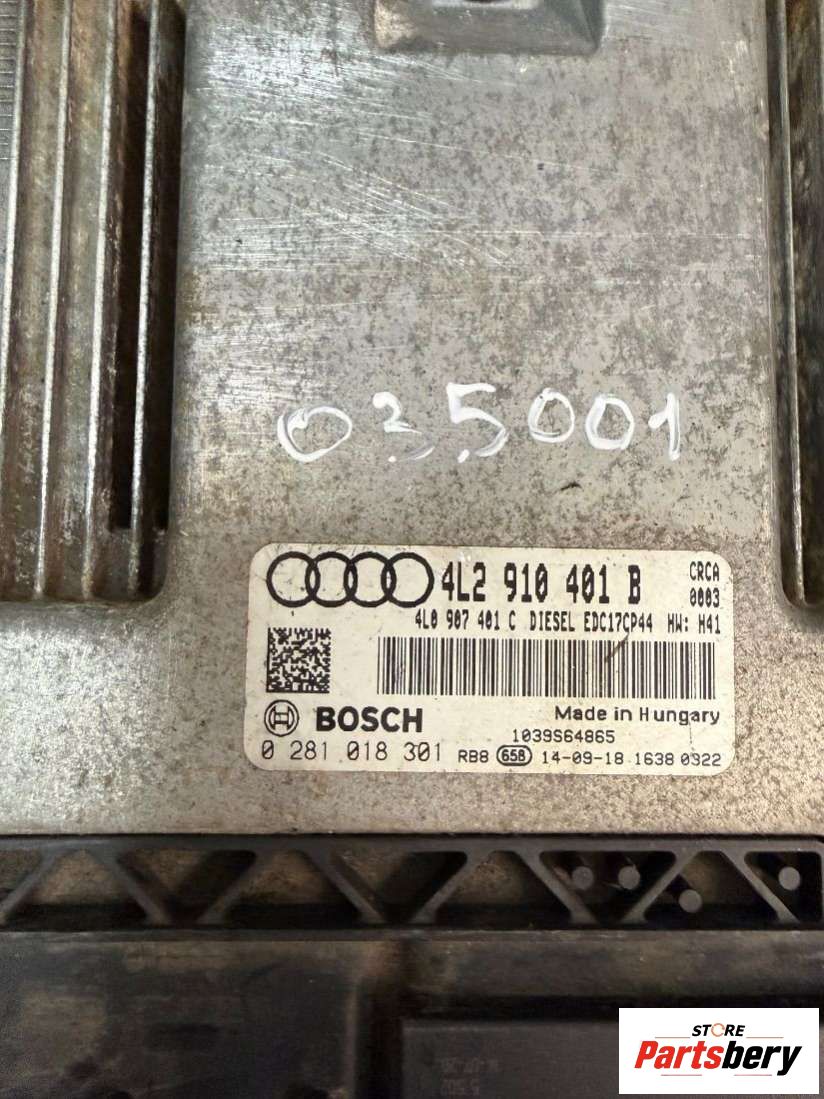 035001
4L2 910 401 B
CRCA
0003
4L0 907 401 C DIESEL EDC17CP44 HW: H41
BOSCH
Made in Hungary
1039S64865
0 281 018 301 RB8 658 14-09-18 1638 0322
STORE
Partsbery